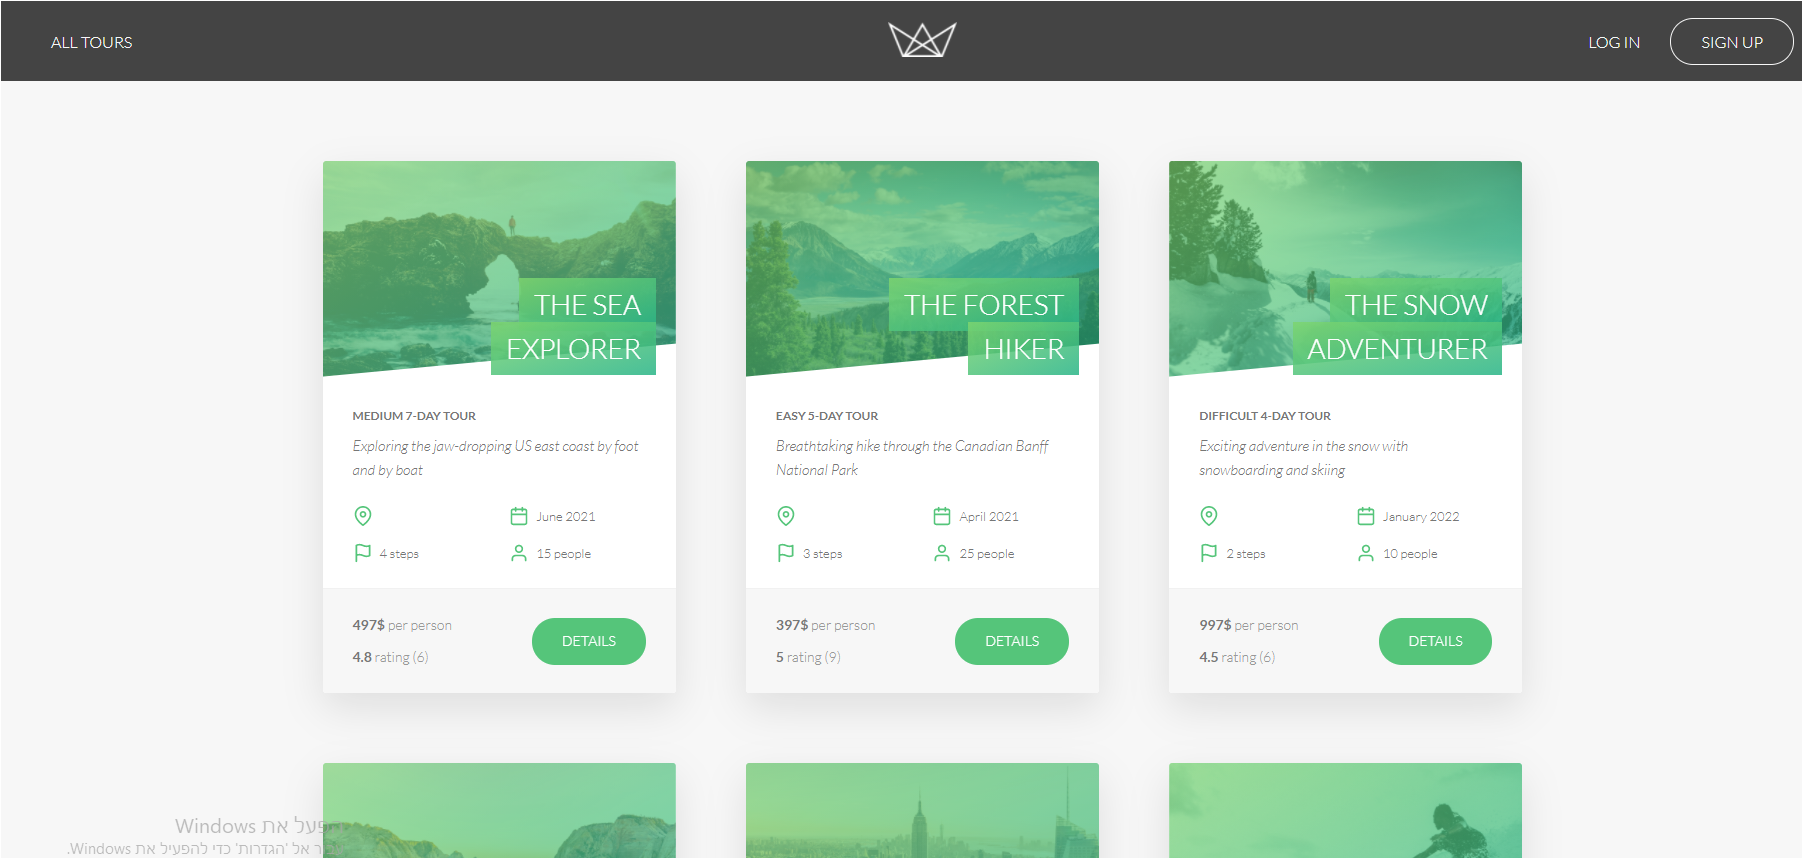 ALL TOURS
LOG IN
SIGN UP
THE SEA
EXPLORER
MEDIUM 7-DAY TOUR
Exploring the jaw-dropping US east coast by foot
and by boat
June 2021
4 steps
15 people
497$ per person
4.8 rating (6)
DETAILS
THE FOREST
HIKER
EASY 5-DAY TOUR
Breathtaking hike through the Canadian Banff
National Park
April 2021
3 steps
25 people
397$ per person
5 rating (9)
DETAILS
THE SNOW
ADVENTURER
DIFFICULT 4-DAY TOUR
Exciting adventure in the snow with
snowboarding and skiing
January 2022
2 steps
10 people
997$ per person
4.5 rating (6)
DETAILS
הפעל את Windows
אל 'הגדרות' כדי להפעיל את Windows.